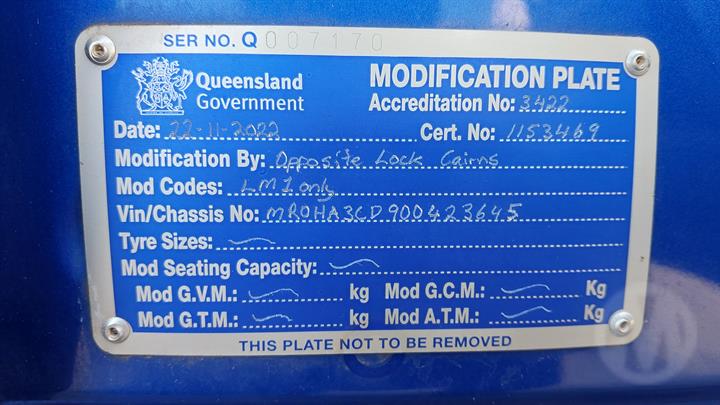 SER NO. Q 007170
Queensland Government
MODIFICATION PLATE
Accreditation No: 3422
Date: 22-11-2022 Cert. No: 1153469
Modification By: Opposite Lock Cairns
Mod Codes: LM1 only
Vin/Chassis No: MR0HA3CD900423645
Tyre Sizes:
Mod Seating Capacity:
Mod G.V.M.: kg Mod G.C.M.: Kg
Mod G.T.M.: kg Mod A.T.M.: Kg
THIS PLATE NOT TO BE REMOVED